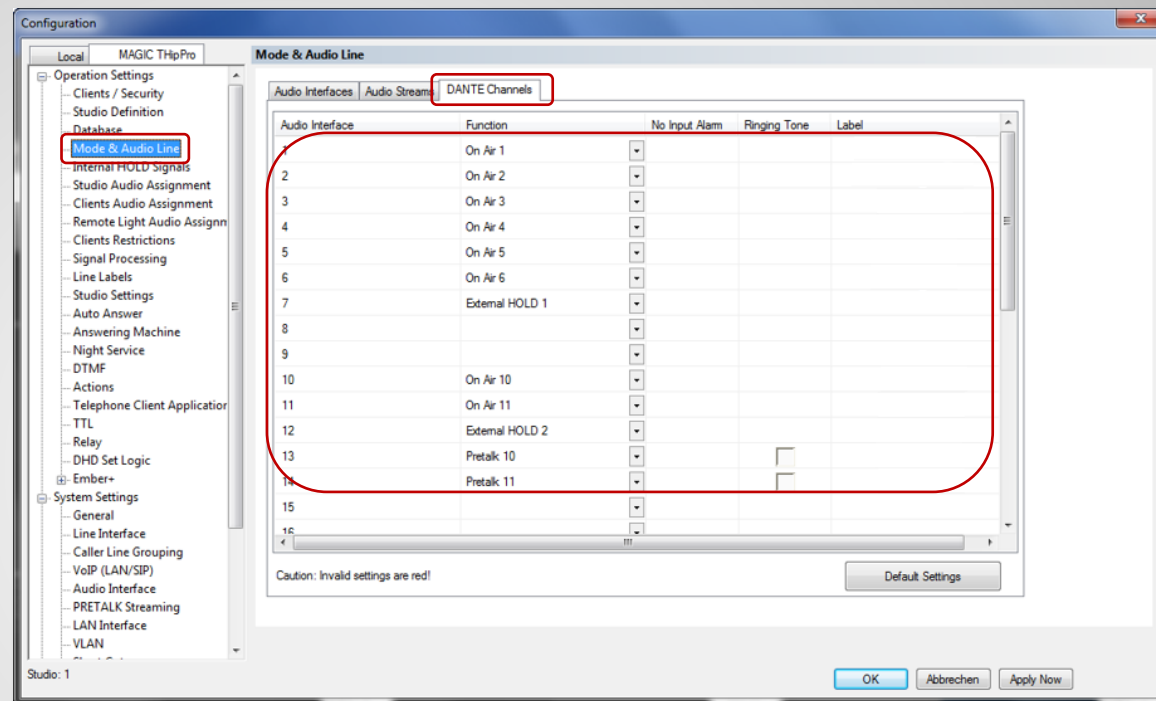 Configuration
Local
MAGIC THipPro
Operation Settings
Clients / Security
Studio Definition
Database
Mode & Audio Line
Internal HOLD Signals
Studio Audio Assignment
Clients Audio Assignment
Remote Light Audio Assignm
Clients Restrictions
Signal Processing
Line Labels
Studio Settings
Auto Answer
Answering Machine
Night Service
DTMF
Actions
Telephone Client Application
TTL
Relay
DHD Set Logic
Ember+
System Settings
General
Line Interface
Caller Line Grouping
VoIP (LAN/SIP)
Audio Interface
PRETALK Streaming
LAN Interface
VLAN
Mode & Audio Line
Audio Interfaces Audio Streams DANTE Channels
Audio Interface Function No Input Alarm Ringing Tone Label
1 On Air 1
2 On Air 2
3 On Air 3
4 On Air 4
5 On Air 5
6 On Air 6
7 External HOLD 1
8
9
10 On Air 10
11 On Air 11
12 External HOLD 2
13 Pretalk 10
14 Pretalk 11
15
16
Caution: Invalid settings are red!
Default Settings
Studio: 1
OK Abbrechen Apply Now